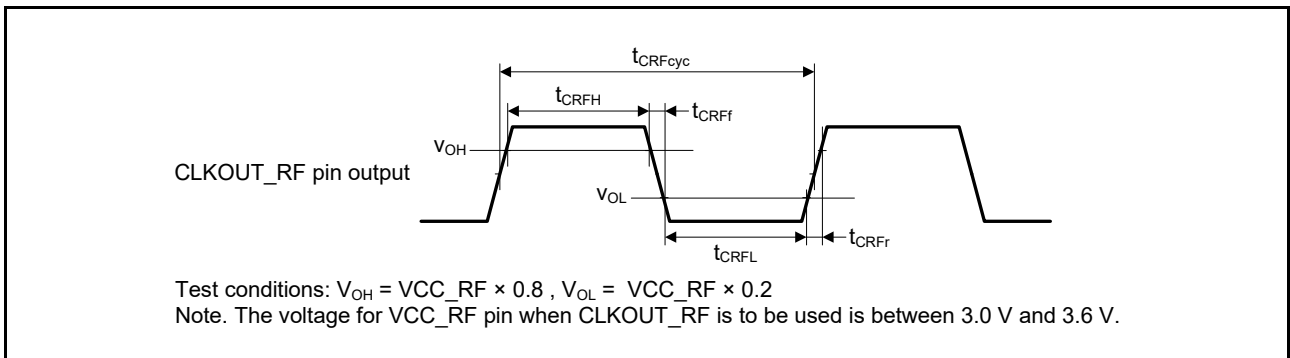 tCRFcyc
tCRFH
tCRFf
VOH
CLKOUT_RF pin output
VOL
tCRFL
tCRFr
Test conditions: VOH = VCC_RF × 0.8 , VOL = VCC_RF × 0.2
Note. The voltage for VCC_RF pin when CLKOUT_RF is to be used is between 3.0 V and 3.6 V.